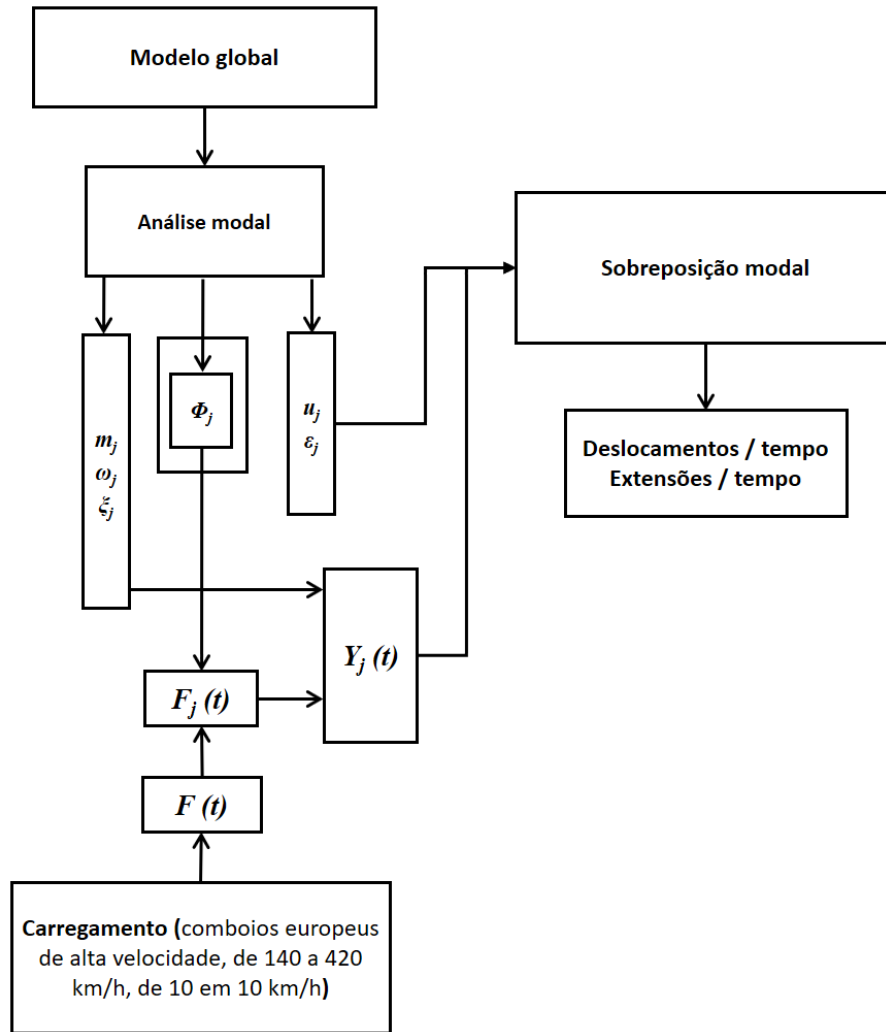 Modelo global
Análise modal
Sobreposição modal
m_j
ω_j
ξ_j
Φ_j
u_j
ε_j
Deslocamentos / tempo
Extensões / tempo
Y_j (t)
F_j (t)
F (t)
Carregamento (comboios europeus
de alta velocidade, de 140 a 420
km/h, de 10 em 10 km/h)